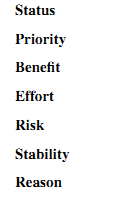 Status
Priority
Benefit
Effort
Risk
Stability
Reason